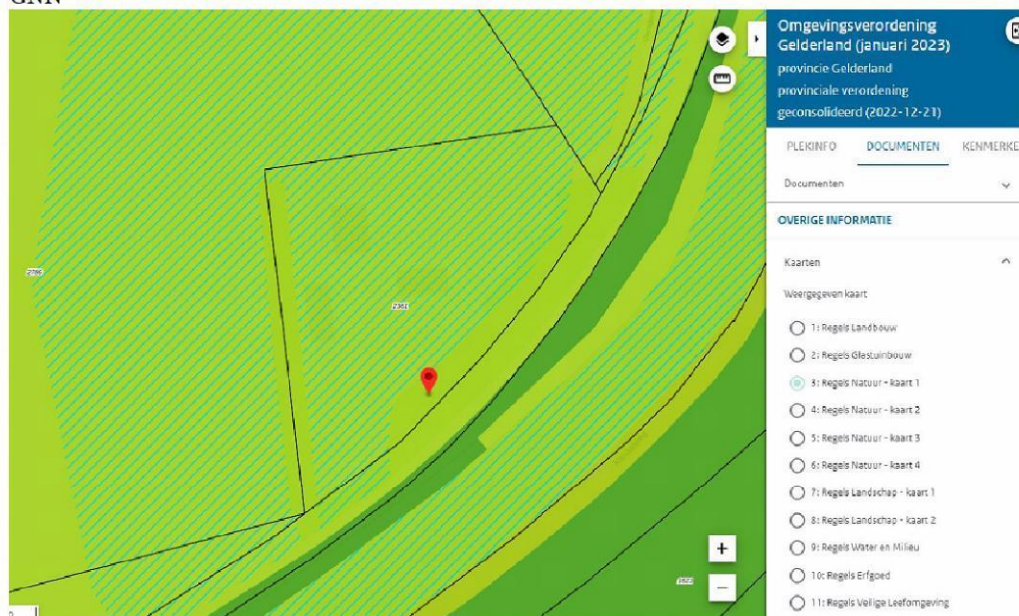 GNN
Omgevingsverordening
Gelderland (januari 2023)
provincie Gelderland
provinciale verordening
geconsolideerd (2022-12-21)
PLEKINFO DOCUMENTEN KENMERKE
Documenten
OVERIGE INFORMATIE
Kaarten
Weergegeven kaart
1: Regels Landbouw
2: Regels Glastuinbouw
3: Regels Natuur - kaart 1
4: Regels Natuur - kaart 2
5: Regels Natuur - kaart 3
6: Regels Natuur - kaart 4
7: Regels Landschap - kaart 1
8: Regels Landschap - kaart 2
9: Regels Water en Milieu
10: Regels Erfgoed
11: Regels Veilige Leefomgeving